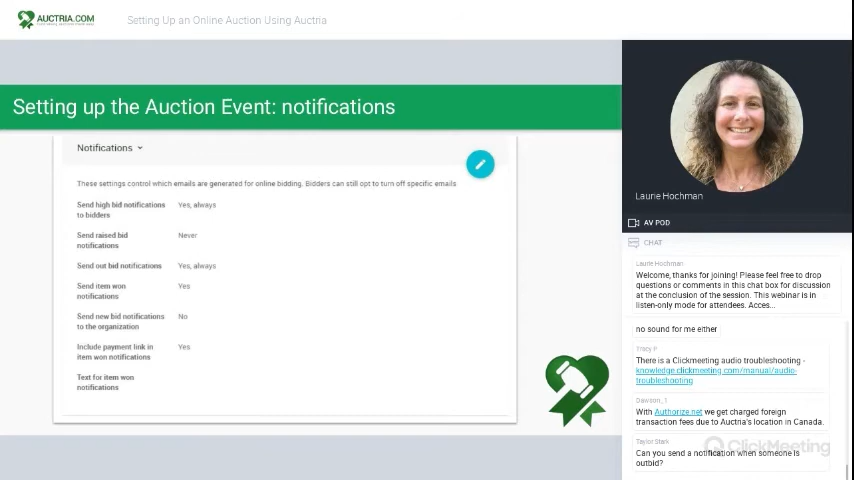 AUCTRIA.COM
Setting Up an Online Auction Using Auctria
Setting up the Auction Event: notifications
Notifications
These settings control which emails are generated for online bidding. Bidders can still opt to turn off specific emails
Send high bid notifications
to bidders
Yes, always
Send raised bid
notifications
Never
Send out bid notifications
Yes, always
Send item won
notifications
Yes
Send new bid notifications
to the organization
No
Include payment link in
item won notifications
Yes
Text for item won
notifications
Laurie Hochman
AV POD
CHAT
Laurie Hochman
Welcome, thanks for joining! Please feel free to drop
questions or comments in this chat box for discussion
at the conclusion of the session. This webinar is in
listen-only mode for attendees. Acces...
no sound for me either
Tracy P
There is a Clickmeeting audio troubleshooting -
knowledge.clickmeeting.com/manual/audio-
troubleshooting
Dawson_1
With Authorize.net we get charged foreign
transaction fees due to Auctria's location in Canada.
Taylor Stark
Can you send a notification when someone is
outbid?
ClickMeeting